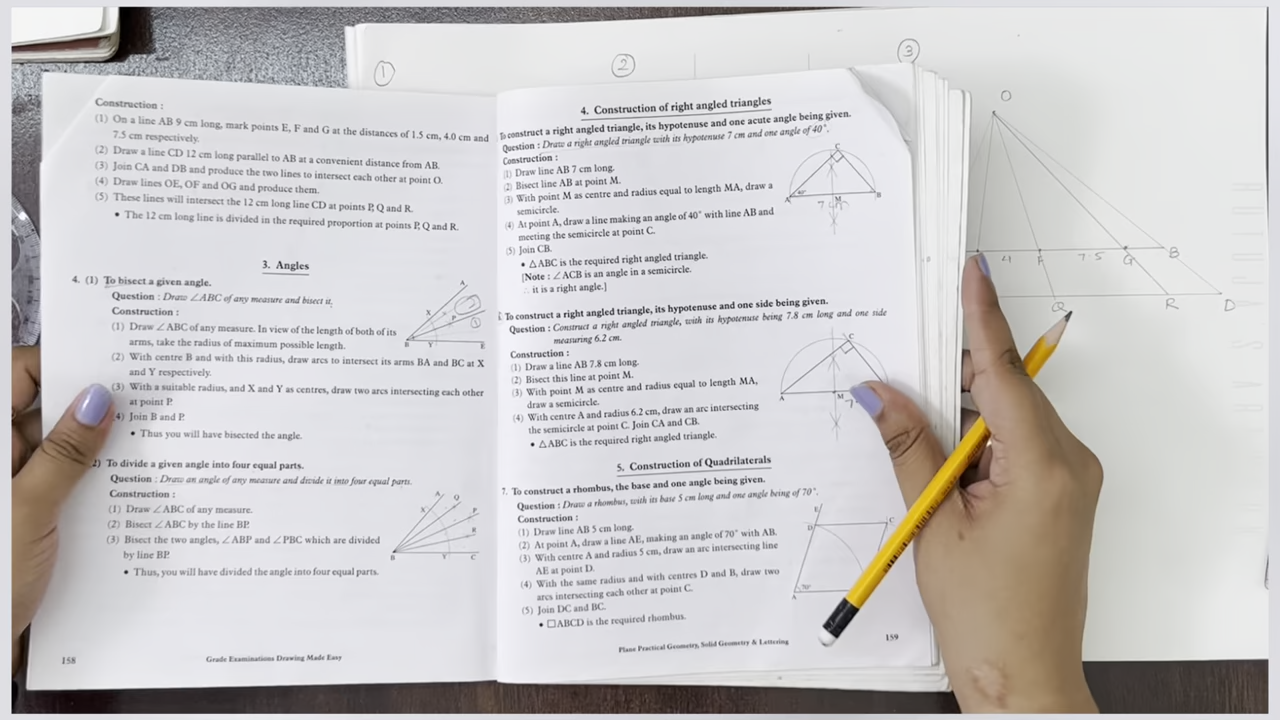 ①
②
③
Construction :
(1) On a line AB 9 cm long, mark points E, F and G at the distances of 1.5 cm, 4.0 cm and
7.5 cm respectively.
(2) Draw a line CD 12 cm long parallel to AB at a convenient distance from AB.
(3) Join CA and DB and produce the two lines to intersect each other at point O.
(4) Draw lines OE, OF and OG and produce them.
(5) These lines will intersect the 12 cm long line CD at points P, Q and R.
• The 12 cm long line is divided in the required proportion at points P, Q and R.
3. Angles
4. (1) To bisect a given angle.
Question : Draw ∠ABC of any measure and bisect it.
Construction :
(1) Draw ∠ABC of any measure. In view of the length of both of its
arms, take the radius of maximum possible length.
(2) With centre B and with this radius, draw arcs to intersect its arms BA and BC at X
and Y respectively.
(3) With a suitable radius, and X and Y as centres, draw two arcs intersecting each other
at point P.
4) Join B and P.
• Thus you will have bisected the angle.
A
X
P
B
Y
E
2) To divide a given angle into four equal parts.
Question : Draw an angle of any measure and divide it into four equal parts.
Construction :
(1) Draw ∠ABC of any measure.
(2) Bisect ∠ABC by the line BP.
(3) Bisect the two angles, ∠ABP and ∠PBC which are divided
by line BP.
• Thus, you will have divided the angle into four equal parts.
A
Q
X
P
R
B
Y
C
158
Grade Examinations Drawing Made Easy
4. Construction of right angled triangles
To construct a right angled triangle, its hypotenuse and one acute angle being given.
Question : Draw a right angled triangle with its hypotenuse 7 cm and one angle of 40°.
Construction :
(1) Draw line AB 7 cm long.
(2) Bisect line AB at point M.
(3) With point M as centre and radius equal to length MA, draw a
semicircle.
(4) At point A, draw a line making an angle of 40° with line AB and
meeting the semicircle at point C.
(5) Join CB.
• △ABC is the required right angled triangle.
[Note : ∠ACB is an angle in a semicircle.
∴ it is a right angle.]
C
40°
A
M
B
7
To construct a right angled triangle, its hypotenuse and one side being given.
Question : Construct a right angled triangle, with its hypotenuse being 7.8 cm long and one side
measuring 6.2 cm.
Construction :
(1) Draw a line AB 7.8 cm long.
(2) Bisect this line at point M.
(3) With point M as centre and radius equal to length MA,
draw a semicircle.
(4) With centre A and radius 6.2 cm, draw an arc intersecting
the semicircle at point C. Join CA and CB.
• △ABC is the required right angled triangle.
C
A
M
7
5. Construction of Quadrilaterals
7. To construct a rhombus, the base and one angle being given.
Question : Draw a rhombus, with its base 5 cm long and one angle being of 70°.
Construction :
(1) Draw line AB 5 cm long.
(2) At point A, draw a line AE, making an angle of 70° with AB.
(3) With centre A and radius 5 cm, draw an arc intersecting line
AE at point D.
(4) With the same radius and with centres D and B, draw two
arcs intersecting each other at point C.
(5) Join DC and BC.
• □ABCD is the required rhombus.
E
D
C
70°
A
Plane Practical Geometry, Solid Geometry & Lettering
159
O
4 F 7.5 G B
Q R D